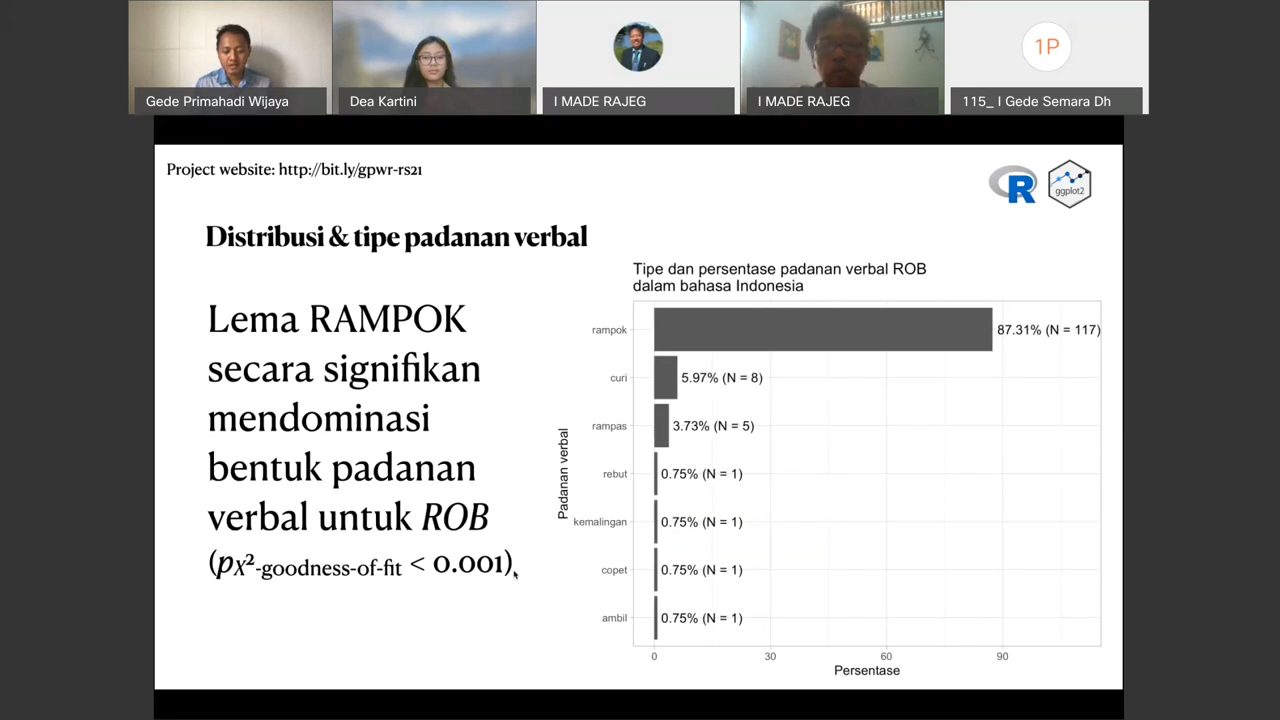 Gede Primahadi Wijaya
Dea Kartini
I MADE RAJEG
I MADE RAJEG
1P
115_ I Gede Semara Dh
Project website: http://bit.ly/gpwr-rs21
R
ggplot2
Distribusi & tipe padanan verbal
Lema RAMPOK
secara signifikan
mendominasi
bentuk padanan
verbal untuk ROB
(pX²-goodness-of-fit < 0.001)
Tipe dan persentase padanan verbal ROB
dalam bahasa Indonesia
Padanan verbal
rampok 87.31% (N = 117)
curi 5.97% (N = 8)
rampas 3.73% (N = 5)
rebut 0.75% (N = 1)
kemalingan 0.75% (N = 1)
copet 0.75% (N = 1)
ambil 0.75% (N = 1)
0 30 60 90
Persentase